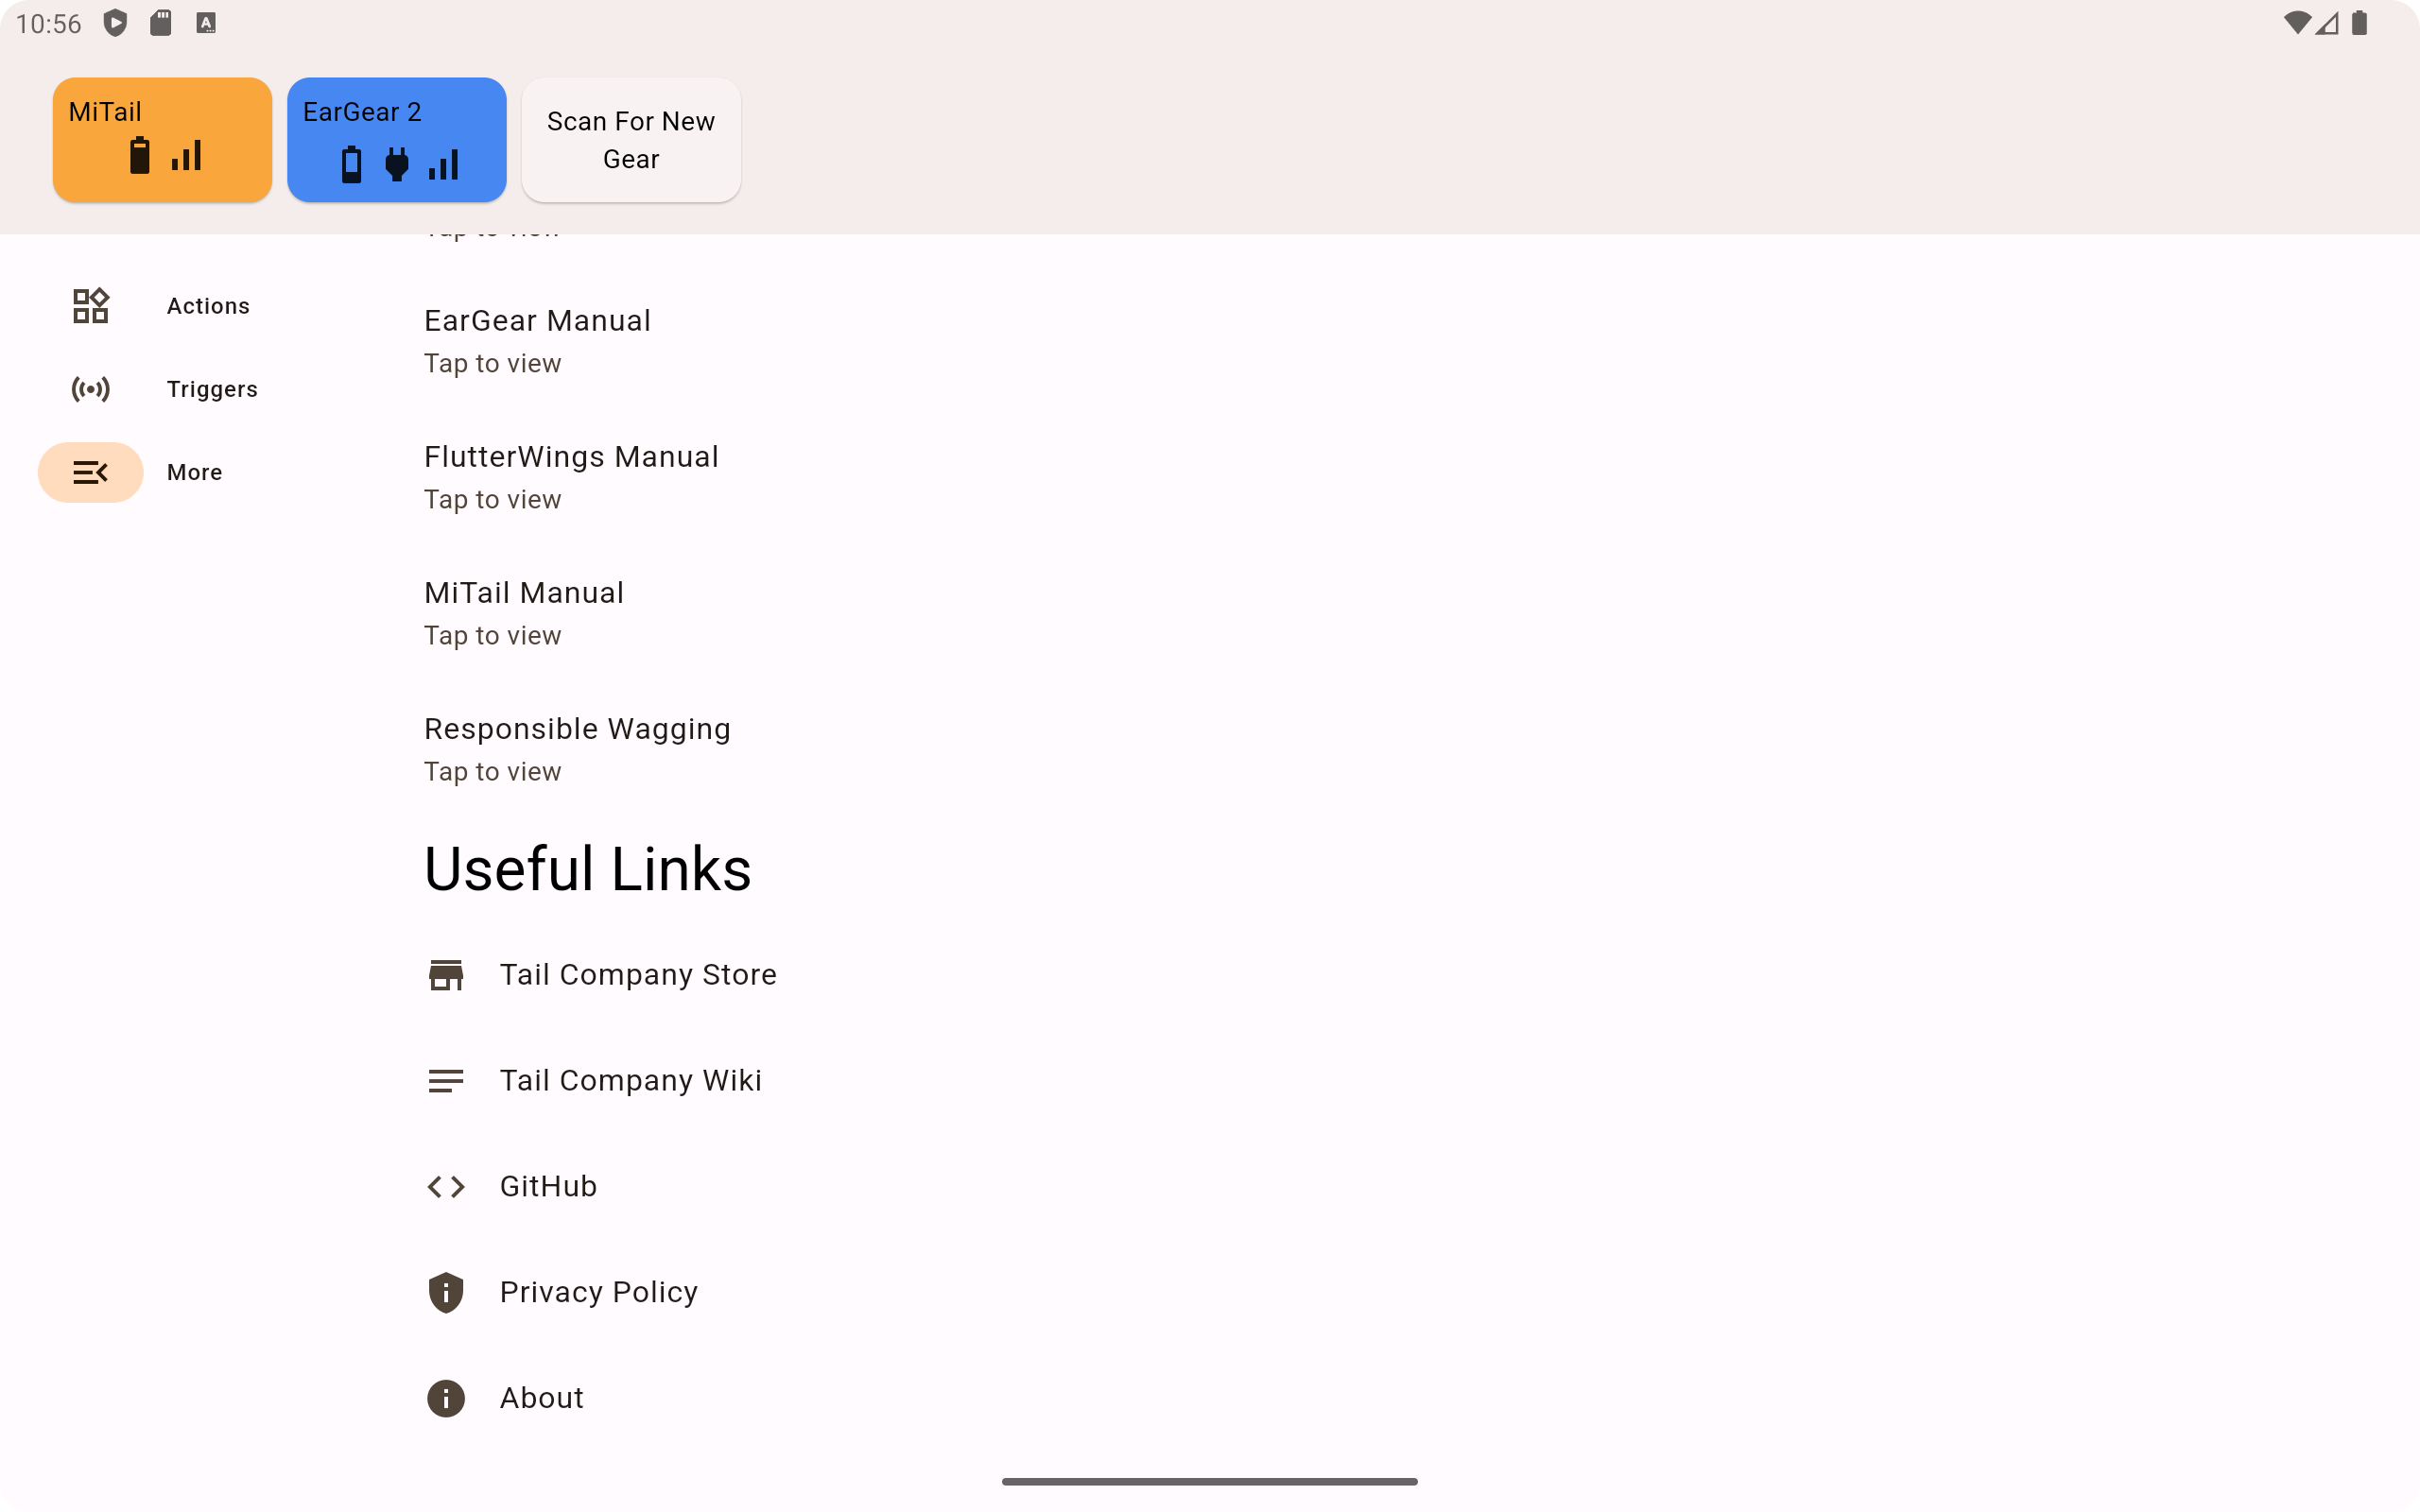 10:56
MiTail
EarGear 2
Scan For New
Gear
Actions
Triggers
More
EarGear Manual
Tap to view
FlutterWings Manual
Tap to view
MiTail Manual
Tap to view
Responsible Wagging
Tap to view
Useful Links
Tail Company Store
Tail Company Wiki
GitHub
Privacy Policy
About